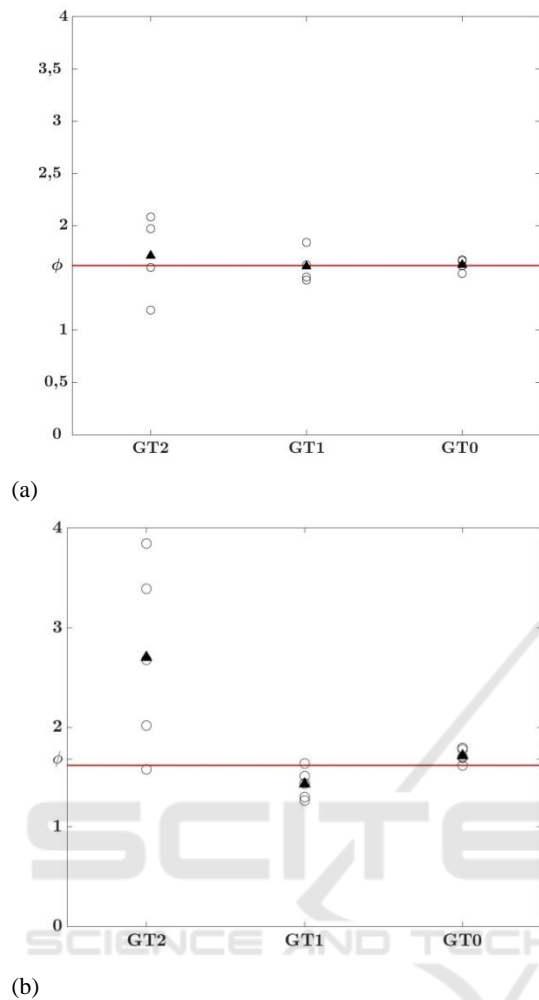 4
3,5
3
2,5
2
ϕ
1
0,5
0
GT2 GT1 GT0
(a)
4
3
2
ϕ
1
0
SCITE
GT2 GT1 GT0
SCIENCE AND TECH
(b)